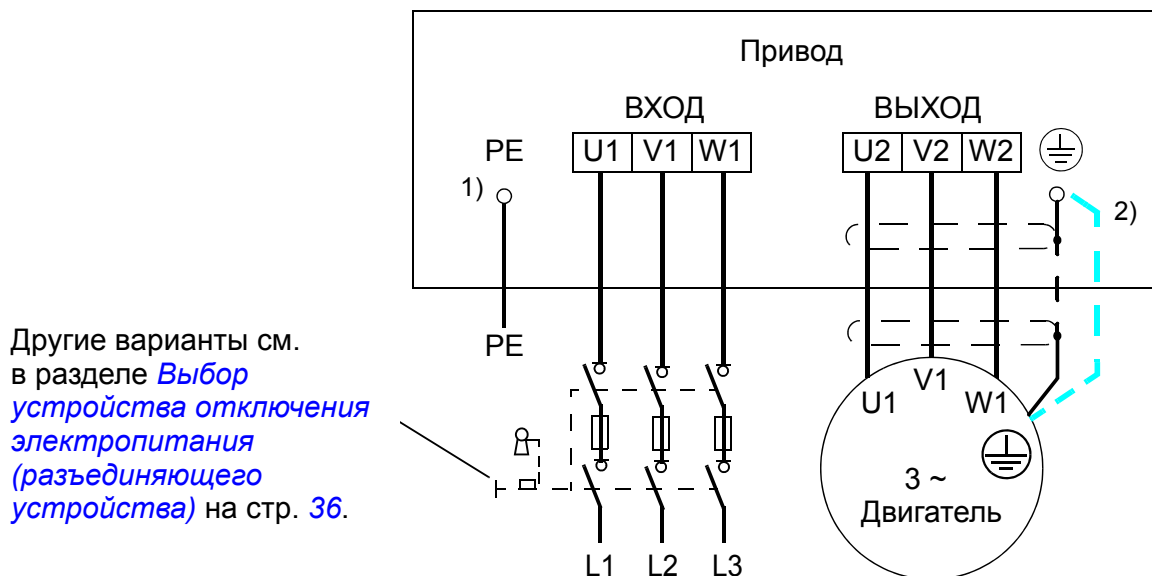 Привод
ВХОД
ВЫХОД
PE
U1 V1 W1
U2 V2 W2
1)
2)
PE
Другие варианты см.
в разделе Выбор
устройства отключения
электропитания
(разъединяющего
устройства) на стр. 36.
U1
V1
W1
3 ~
Двигатель
L1
L2
L3